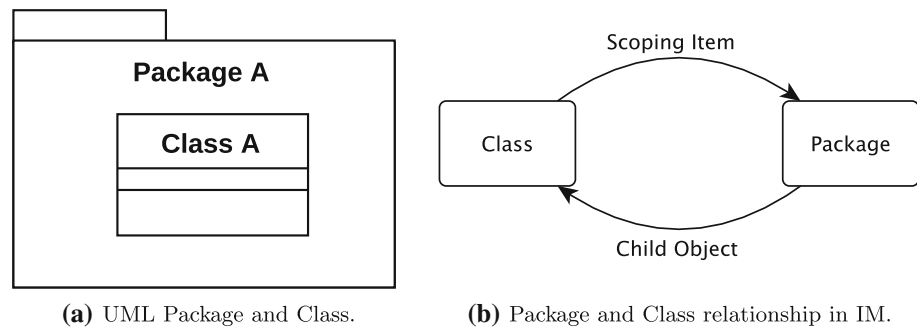 Package A
Class A
(a) UML Package and Class.
Scoping Item
Class
Package
Child Object
(b) Package and Class relationship in IM.